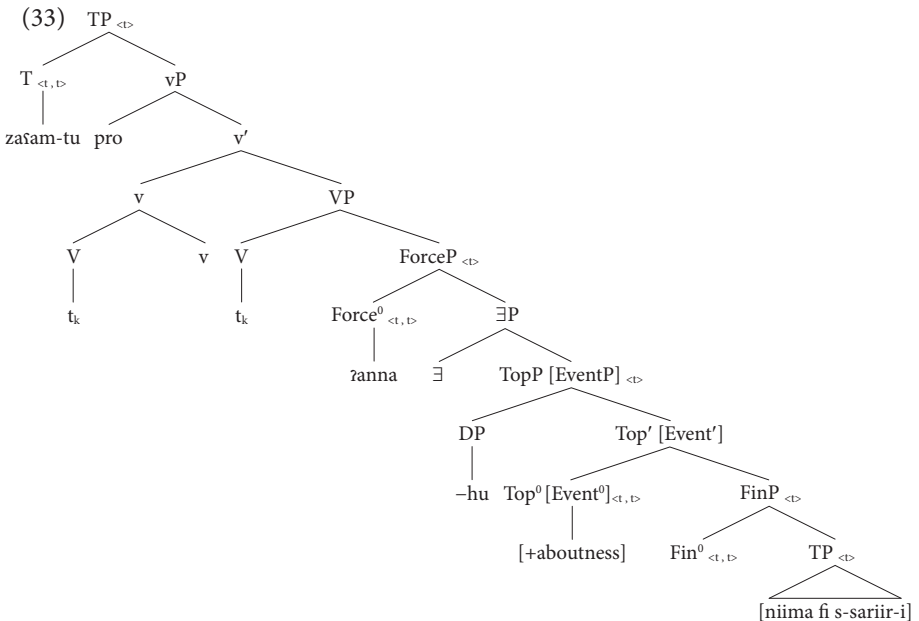 (33) TP <t>
T <t, t> vP
zaʕam-tu pro v′
v VP
V v V ForceP <t>
tk tk Force⁰ <t, t> ∃P
ʔanna ∃ TopP [EventP] <t>
DP Top′ [Event′]
–hu Top⁰ [Event⁰]<t, t> FinP <t>
[+aboutness] Fin⁰ <t, t> TP <t>
[niima fi s-sariir-i]